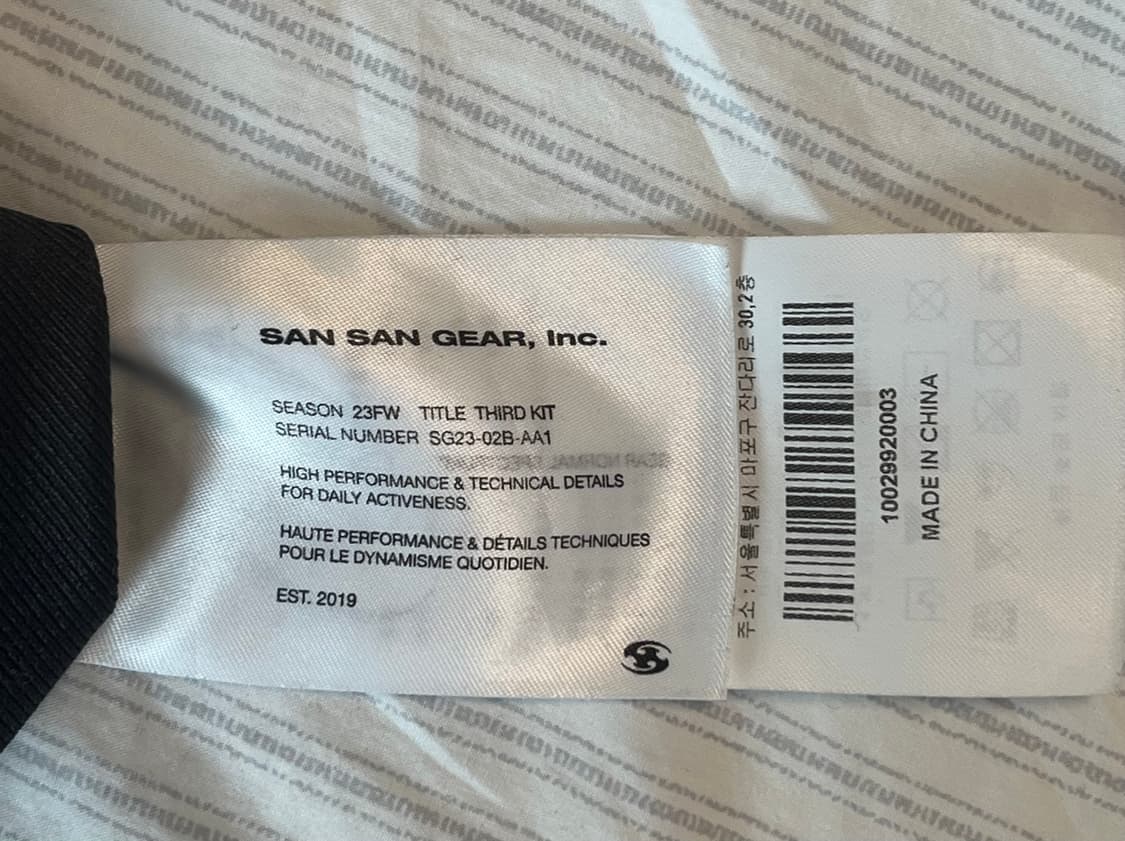 SAN SAN GEAR, Inc.
SEASON 23FW TITLE THIRD KIT
SERIAL NUMBER SG23-02B-AA1
HIGH PERFORMANCE & TECHNICAL DETAILS
FOR DAILY ACTIVENESS.
HAUTE PERFORMANCE & DÉTAILS TECHNIQUES
POUR LE DYNAMISME QUOTIDIEN.
EST. 2019
주소 : 서울특별시 마포구 잔다리로 30,2층
10029920003
MADE IN CHINA